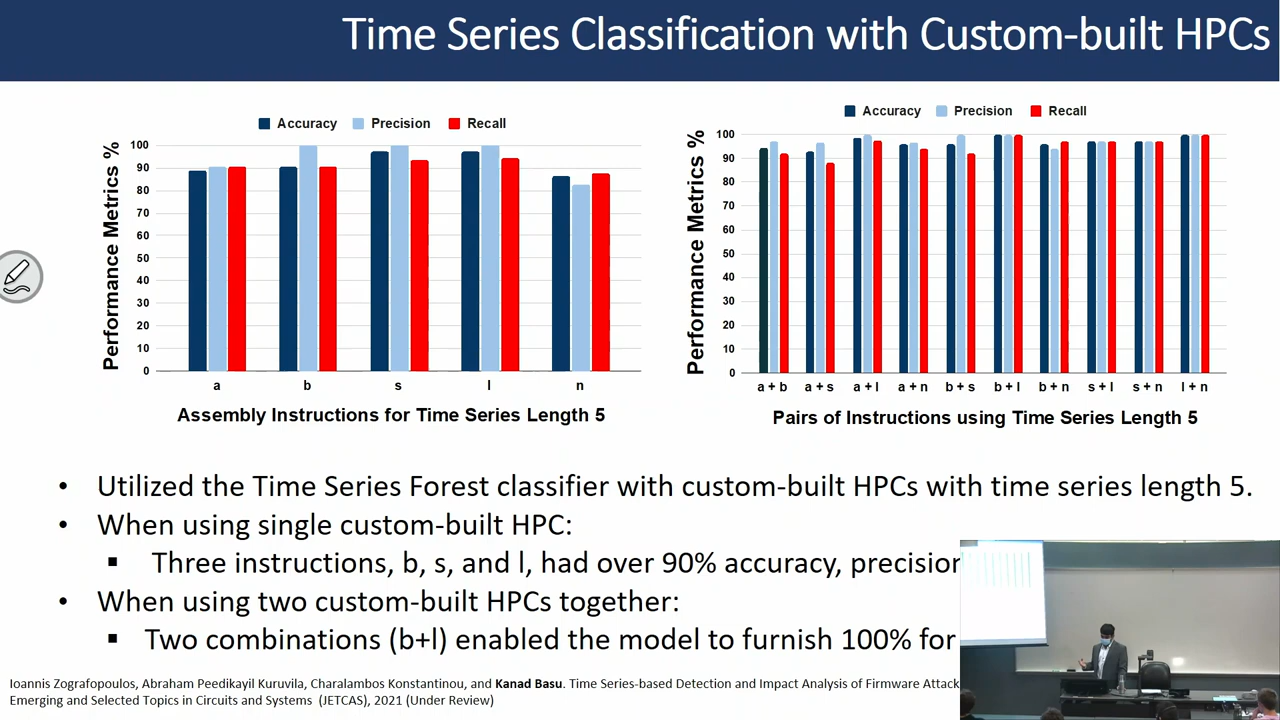 Time Series Classification with Custom-built HPCs
Accuracy Precision Recall
Performance Metrics %
100
90
80
70
60
50
40
30
20
10
0
a b s l n
Assembly Instructions for Time Series Length 5
Accuracy Precision Recall
Performance Metrics %
100
90
80
70
60
50
40
30
20
10
0
a + b a + s a + l a + n b + s b + l b + n s + l s + n l + n
Pairs of Instructions using Time Series Length 5
• Utilized the Time Series Forest classifier with custom-built HPCs with time series length 5.
• When using single custom-built HPC:
▪ Three instructions, b, s, and l, had over 90% accuracy, precision
• When using two custom-built HPCs together:
▪ Two combinations (b+l) enabled the model to furnish 100% for
Ioannis Zografopoulos, Abraham Peedikayil Kuruvila, Charalambos Konstantinou, and Kanad Basu. Time Series-based Detection and Impact Analysis of Firmware Attack
Emerging and Selected Topics in Circuits and Systems (JETCAS), 2021 (Under Review)